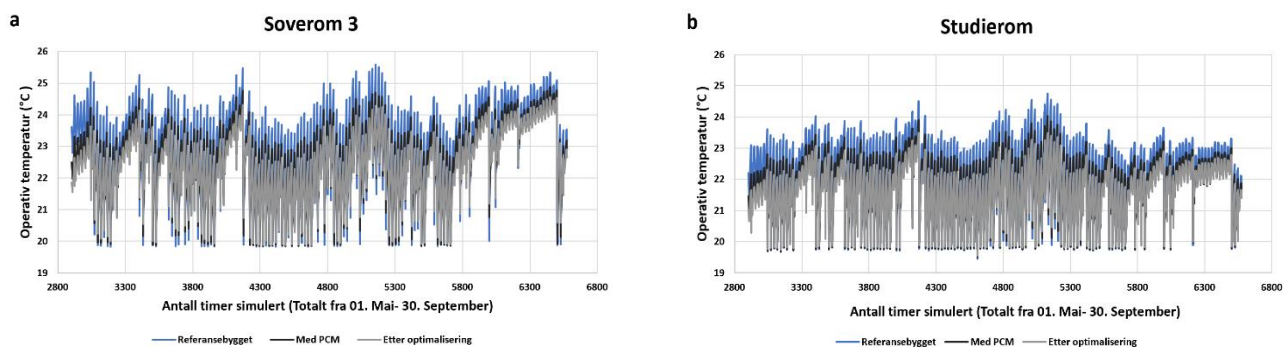 a
Soverom 3
26
25
24
23
22
21
20
19
Operativ temperatur (°C )
2800 3300 3800 4300 4800 5300 5800 6300 6800
Antall timer simulert (Totalt fra 01. Mai- 30. September)
Referansebygget Med PCM Etter optimalisering
b
Studierom
26
25
24
23
22
21
20
19
Operativ temperatur (°C )
2800 3300 3800 4300 4800 5300 5800 6300 6800
Antall timer simulert (Totalt fra 01. Mai- 30. September)
Referansebygget Med PCM Etter optimalisering